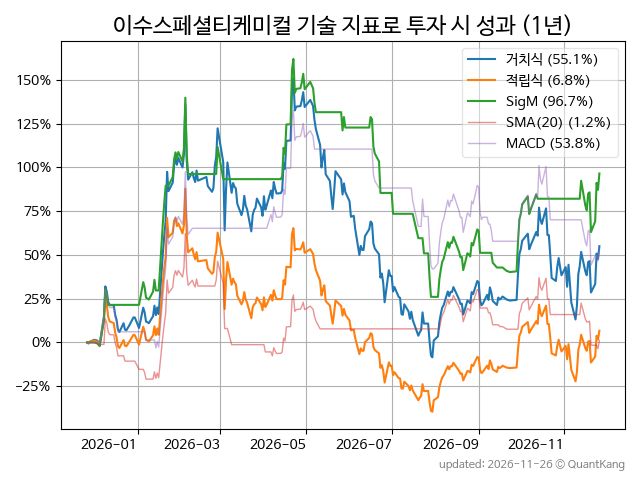 이수스페셜티케미컬 기술 지표로 투자 시 성과 (1년)
거치식 (55.1%)
적립식 (6.8%)
SigM (96.7%)
SMA(20) (1.2%)
MACD (53.8%)
150%
125%
100%
75%
50%
25%
0%
−25%
2026-01 2026-03 2026-05 2026-07 2026-09 2026-11
updated: 2026-11-26 © QuantKang